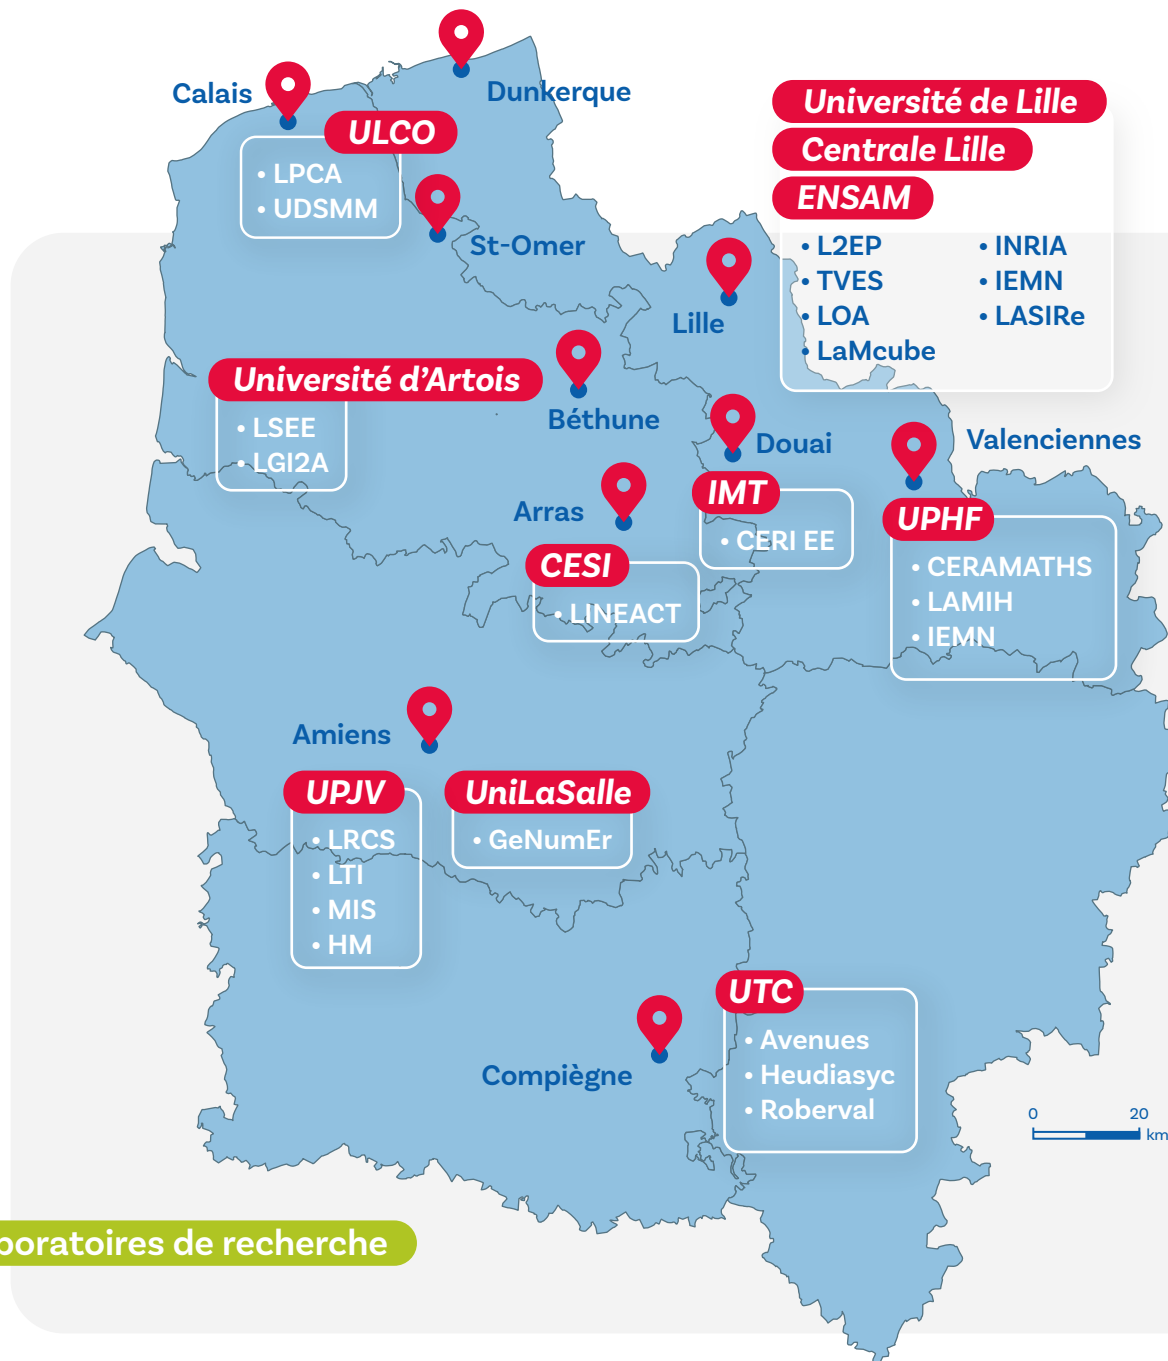 Calais
Dunkerque
ULCO
• LPCA
• UDSMM
St-Omer
Université de Lille
Centrale Lille
ENSAM
• L2EP
• TVES
• LOA
• LaMcube
• INRIA
• IEMN
• LASIRe
Lille
Université d'Artois
• LSEE
• LGI2A
Béthune
Douai
Valenciennes
IMT
• CERI EE
Arras
CESI
• LINEACT
UPHF
• CERAMATHS
• LAMIH
• IEMN
Amiens
UPJV
• LRCS
• LTI
• MIS
• HM
UniLaSalle
• GeNumEr
UTC
• Avenues
• Heudiasyc
• Roberval
Compiègne
0 20
km
boratoires de recherche